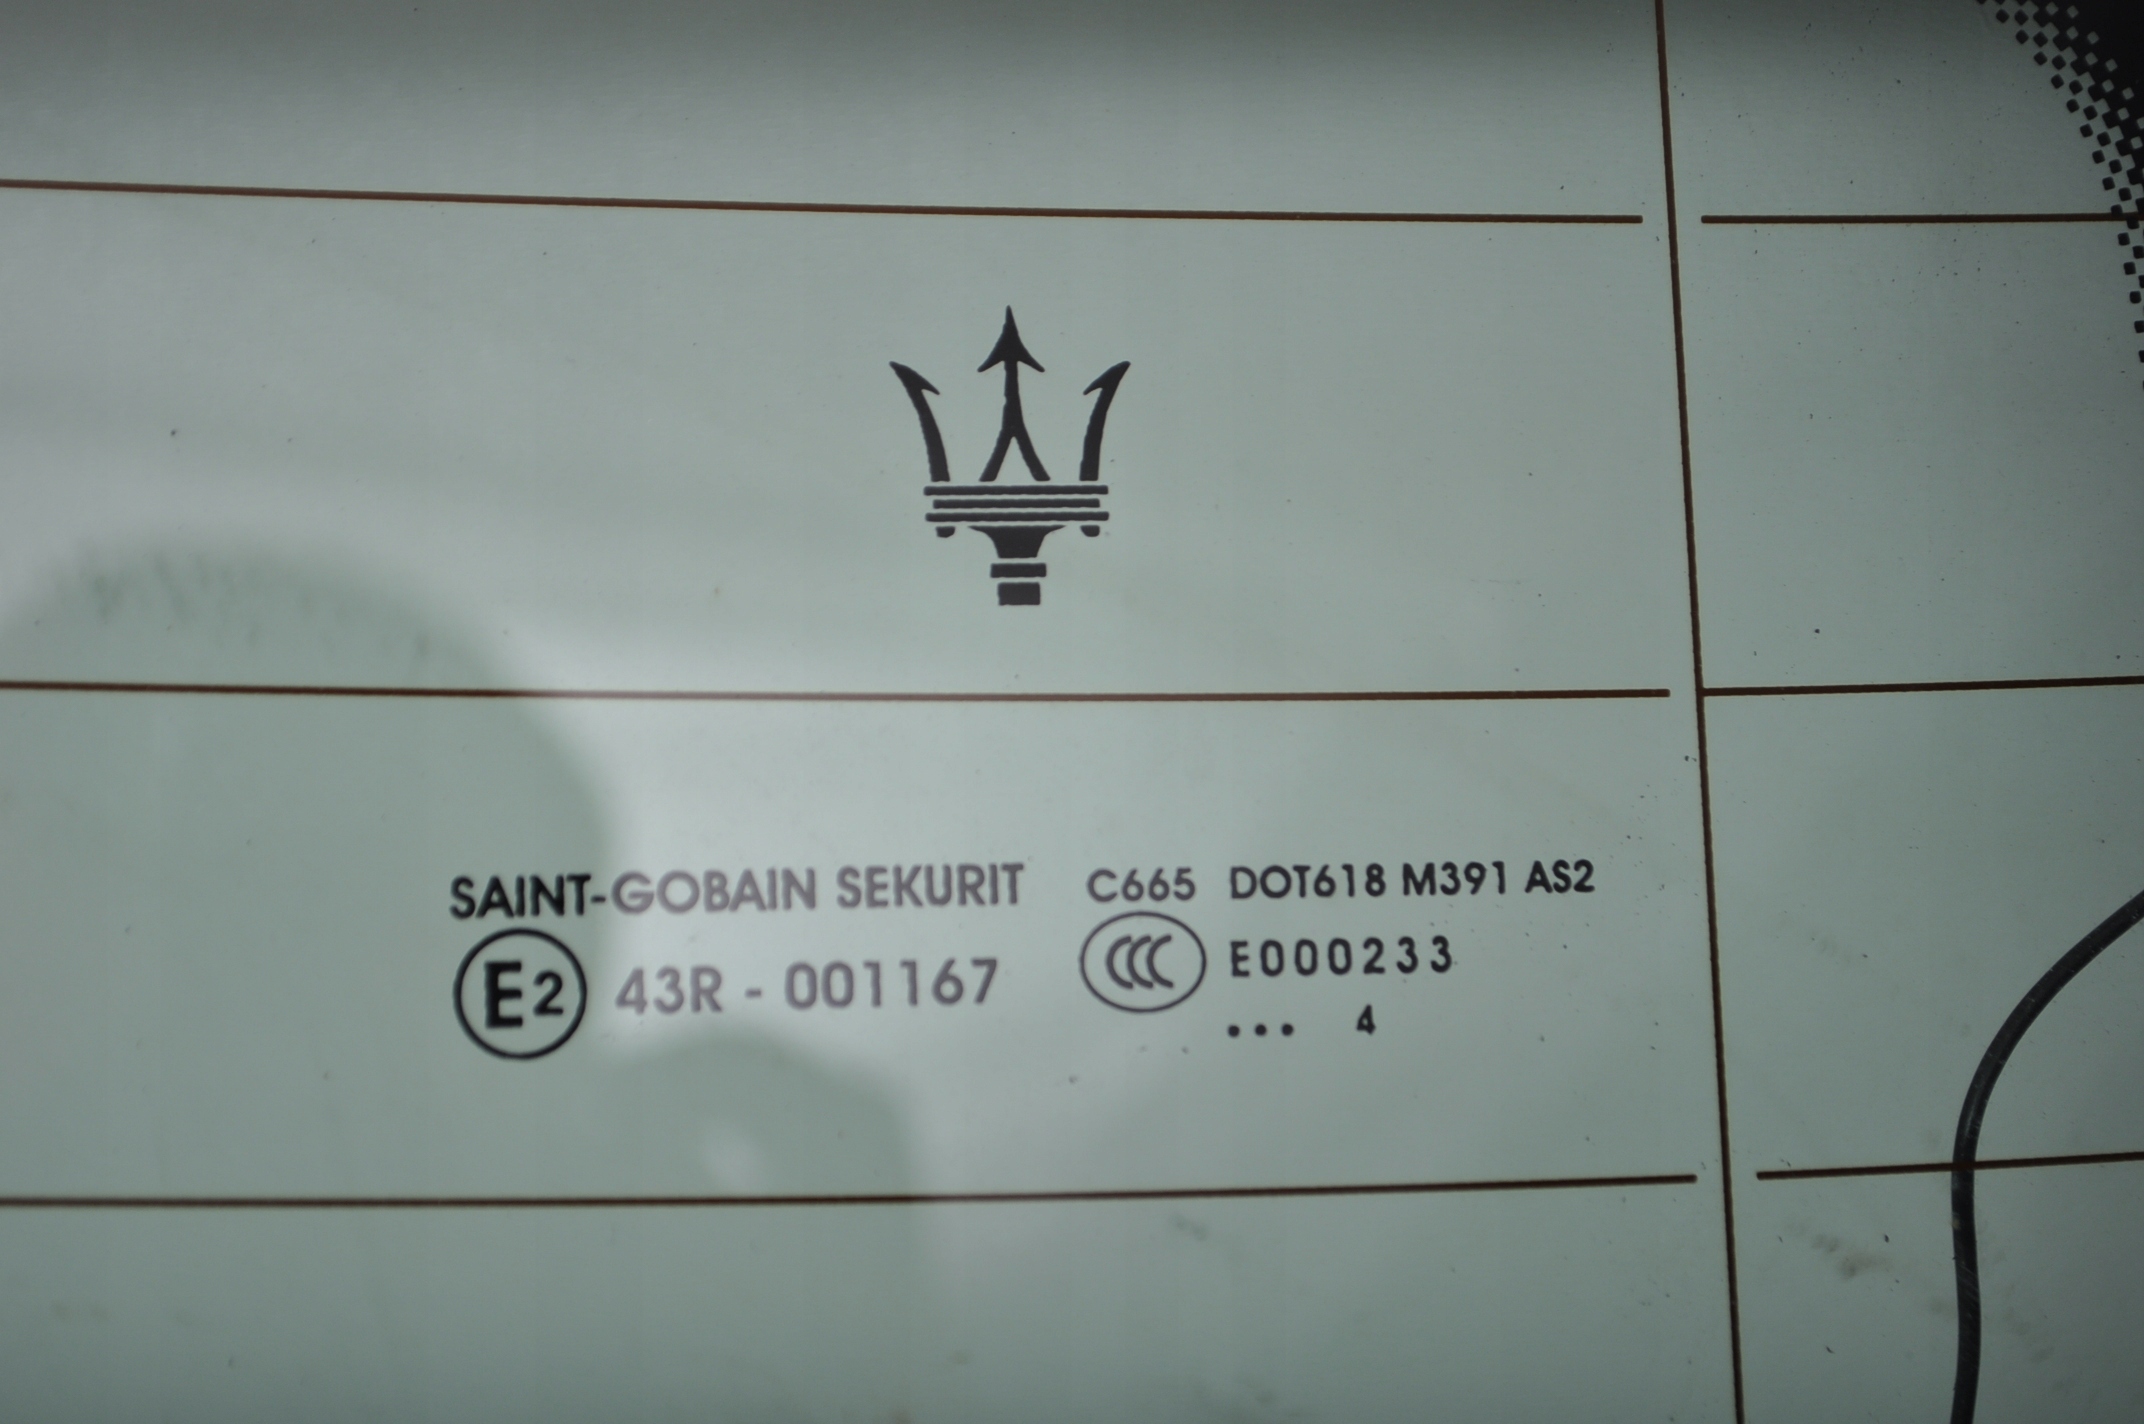 SAINT-GOBAIN SEKURIT C665 DOT618 M391 AS2
E2 43R - 001167 CCC E000233
... 4